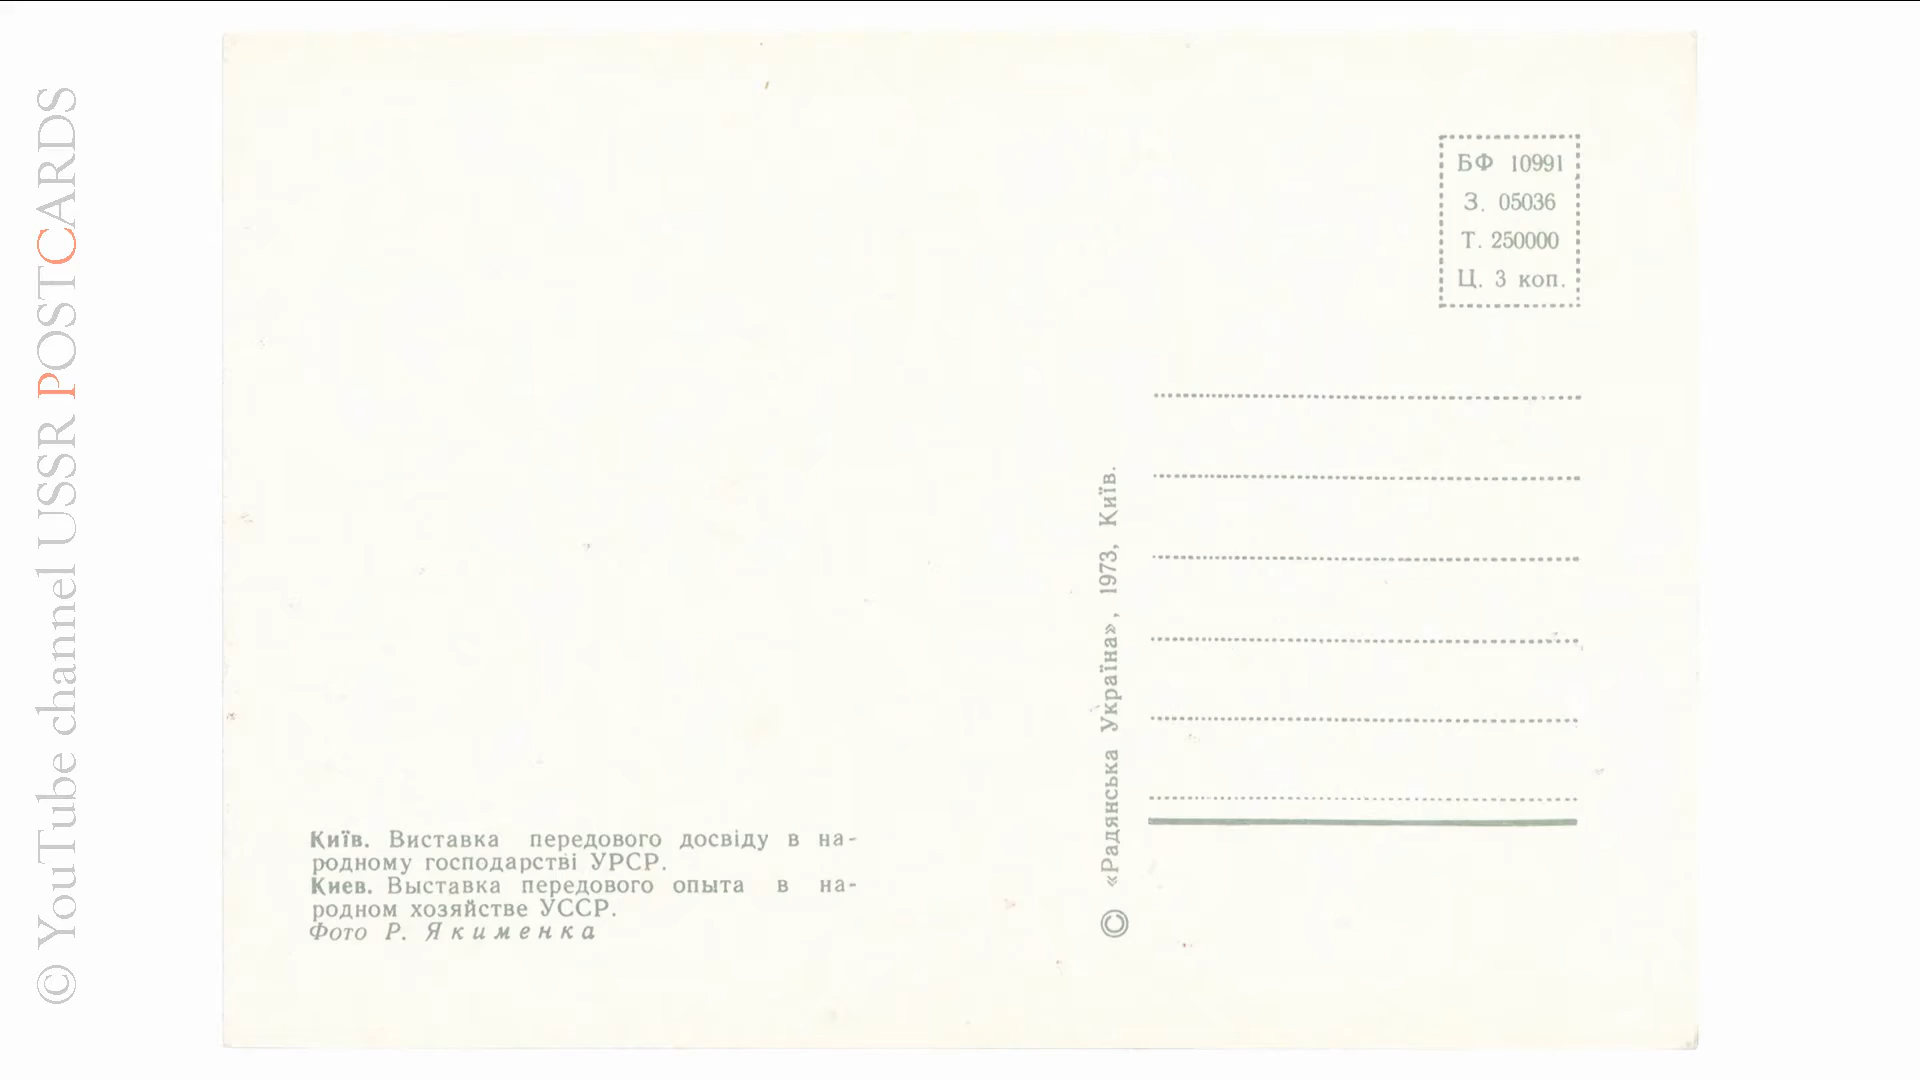 © YouTube channel USSR POSTCARDS
БФ 10991
З. 05036
Т. 250000
Ц. 3 коп.
© «Радянська Україна», 1973, Київ.
Київ. Виставка передового досвіду в на-
родному господарстві УРСР.
Киев. Выставка передового опыта в на-
родном хозяйстве УССР.
Фото Р. Якименка